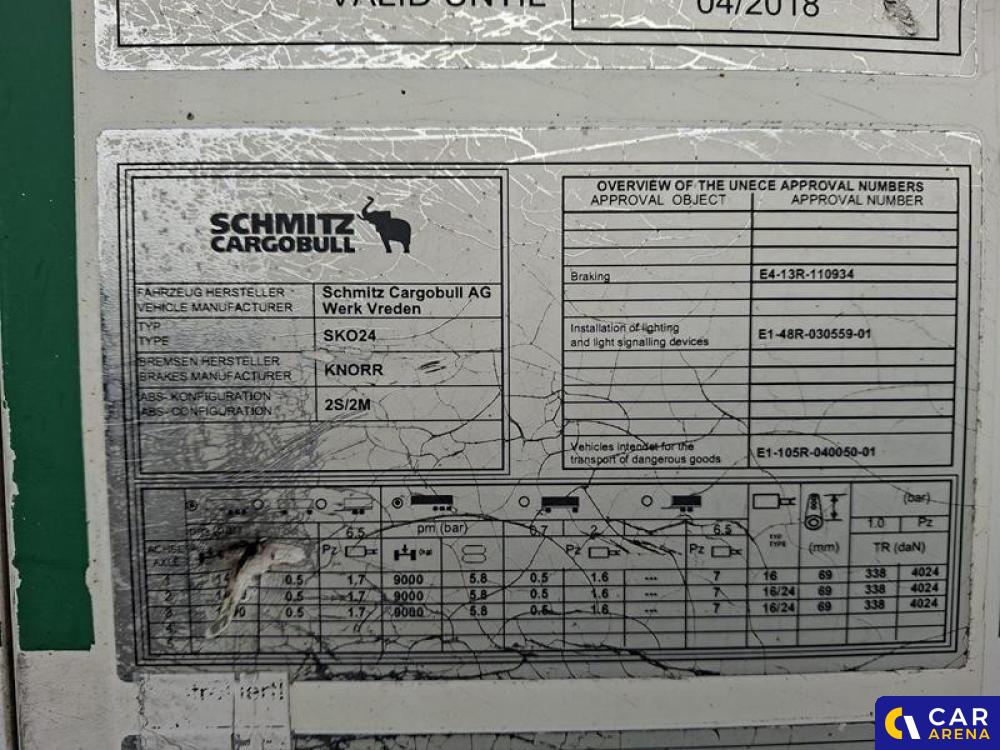 VALID UNTIL 04/2018
SCHMITZ
CARGOBULL
FAHRZEUG HERSTELLER
VEHICLE MANUFACTURER
Schmitz Cargobull AG
Werk Vreden
TYP
TYPE
SKO24
BREMSEN HERSTELLER
BRAKES MANUFACTURER
KNORR
ABS- KONFIGURATION
ABS- CONFIGURATION
2S/2M
OVERVIEW OF THE UNECE APPROVAL NUMBERS
APPROVAL OBJECT APPROVAL NUMBER
Braking E4-13R-110934
Installation of lighting
and light signalling devices
E1-48R-030559-01
Vehicles intendet for the
transport of dangerous goods
E1-105R-040050-01
(bar)
6.5 pm (bar) 0.7 2 6.5 TYP TYPE 1.0 Pz
ACHSE
AXLE
Pz (kg) Pz Pz (mm) TR (daN)
1 0.5 1.7 9000 5.8 0.5 1.6 --- 7 16 69 338 4024
2 0.5 1.7 9000 5.8 0.5 1.6 --- 7 16/24 69 338 4024
3 0.5 1.7 9000 5.8 0.5 1.6 --- 7 16/24 69 338 4024
4
5
CAR
ARENA